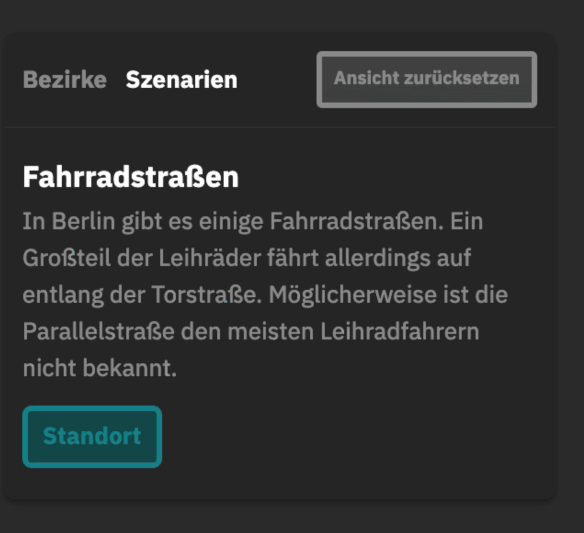 Bezirke Szenarien Ansicht zurücksetzen
Fahrradstraßen
In Berlin gibt es einige Fahrradstraßen. Ein
Großteil der Leihräder fährt allerdings auf
entlang der Torstraße. Möglicherweise ist die
Parallelstraße den meisten Leihradfahrern
nicht bekannt.
Standort